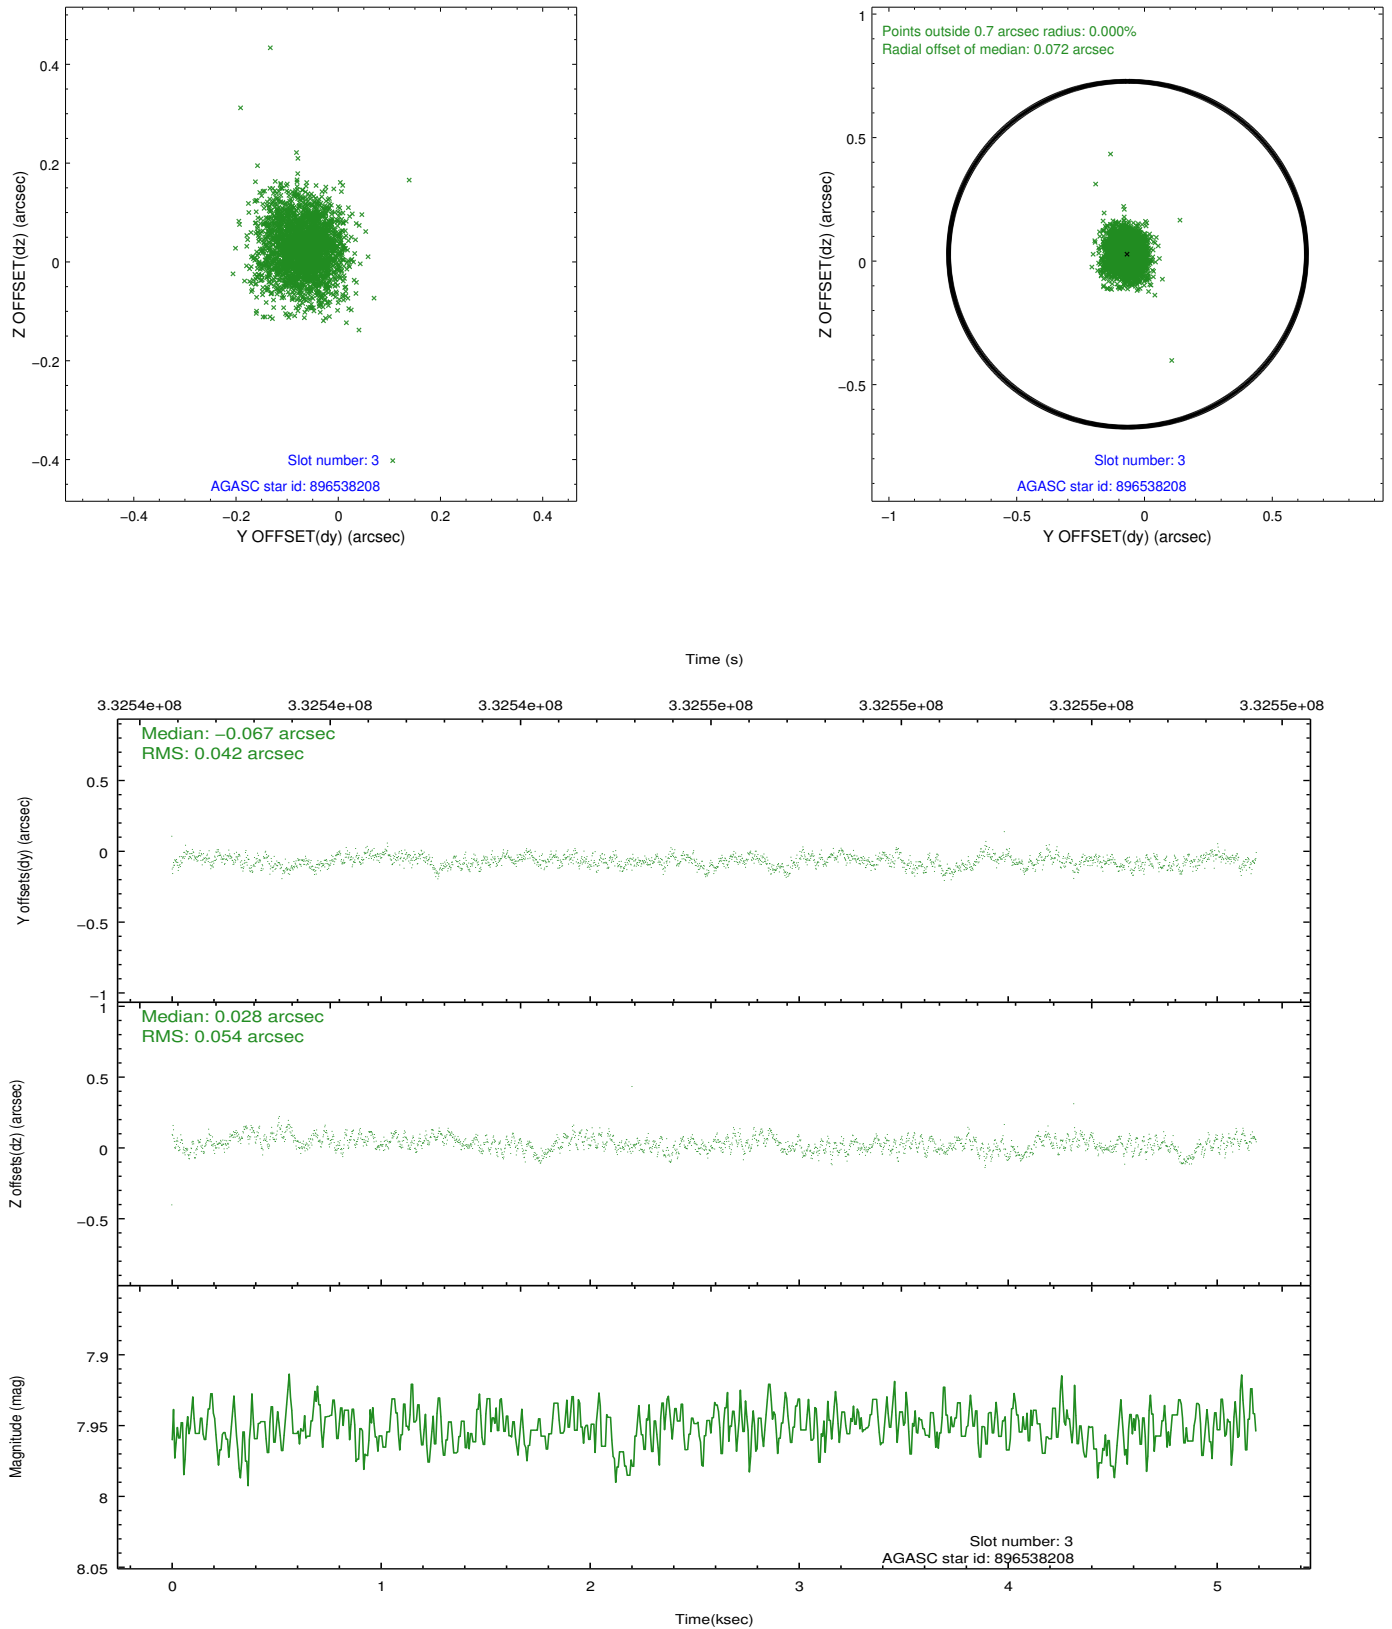 0.4
0.2
0
−0.2
−0.4
Z OFFSET(dz) (arcsec)
Slot number: 3
AGASC star id: 896538208
−0.4 −0.2 0 0.2 0.4
Y OFFSET(dy) (arcsec)
Points outside 0.7 arcsec radius: 0.000%
Radial offset of median: 0.072 arcsec
1
0.5
0
−0.5
Z OFFSET(dz) (arcsec)
Slot number: 3
AGASC star id: 896538208
−1 −0.5 0 0.5
Y OFFSET(dy) (arcsec)
Time (s)
3.3254e+08 3.3254e+08 3.3254e+08 3.3255e+08 3.3255e+08 3.3255e+08 3.3255e+08
Median: −0.067 arcsec
RMS: 0.042 arcsec
0.5
0
−0.5
−1
Y offsets(dy) (arcsec)
Median: 0.028 arcsec
RMS: 0.054 arcsec
1
0.5
0
−0.5
Z offsets(dz) (arcsec)
7.9
7.95
8
8.05
Magnitude (mag)
Slot number: 3
AGASC star id: 896538208
0 1 2 3 4 5
Time(ksec)